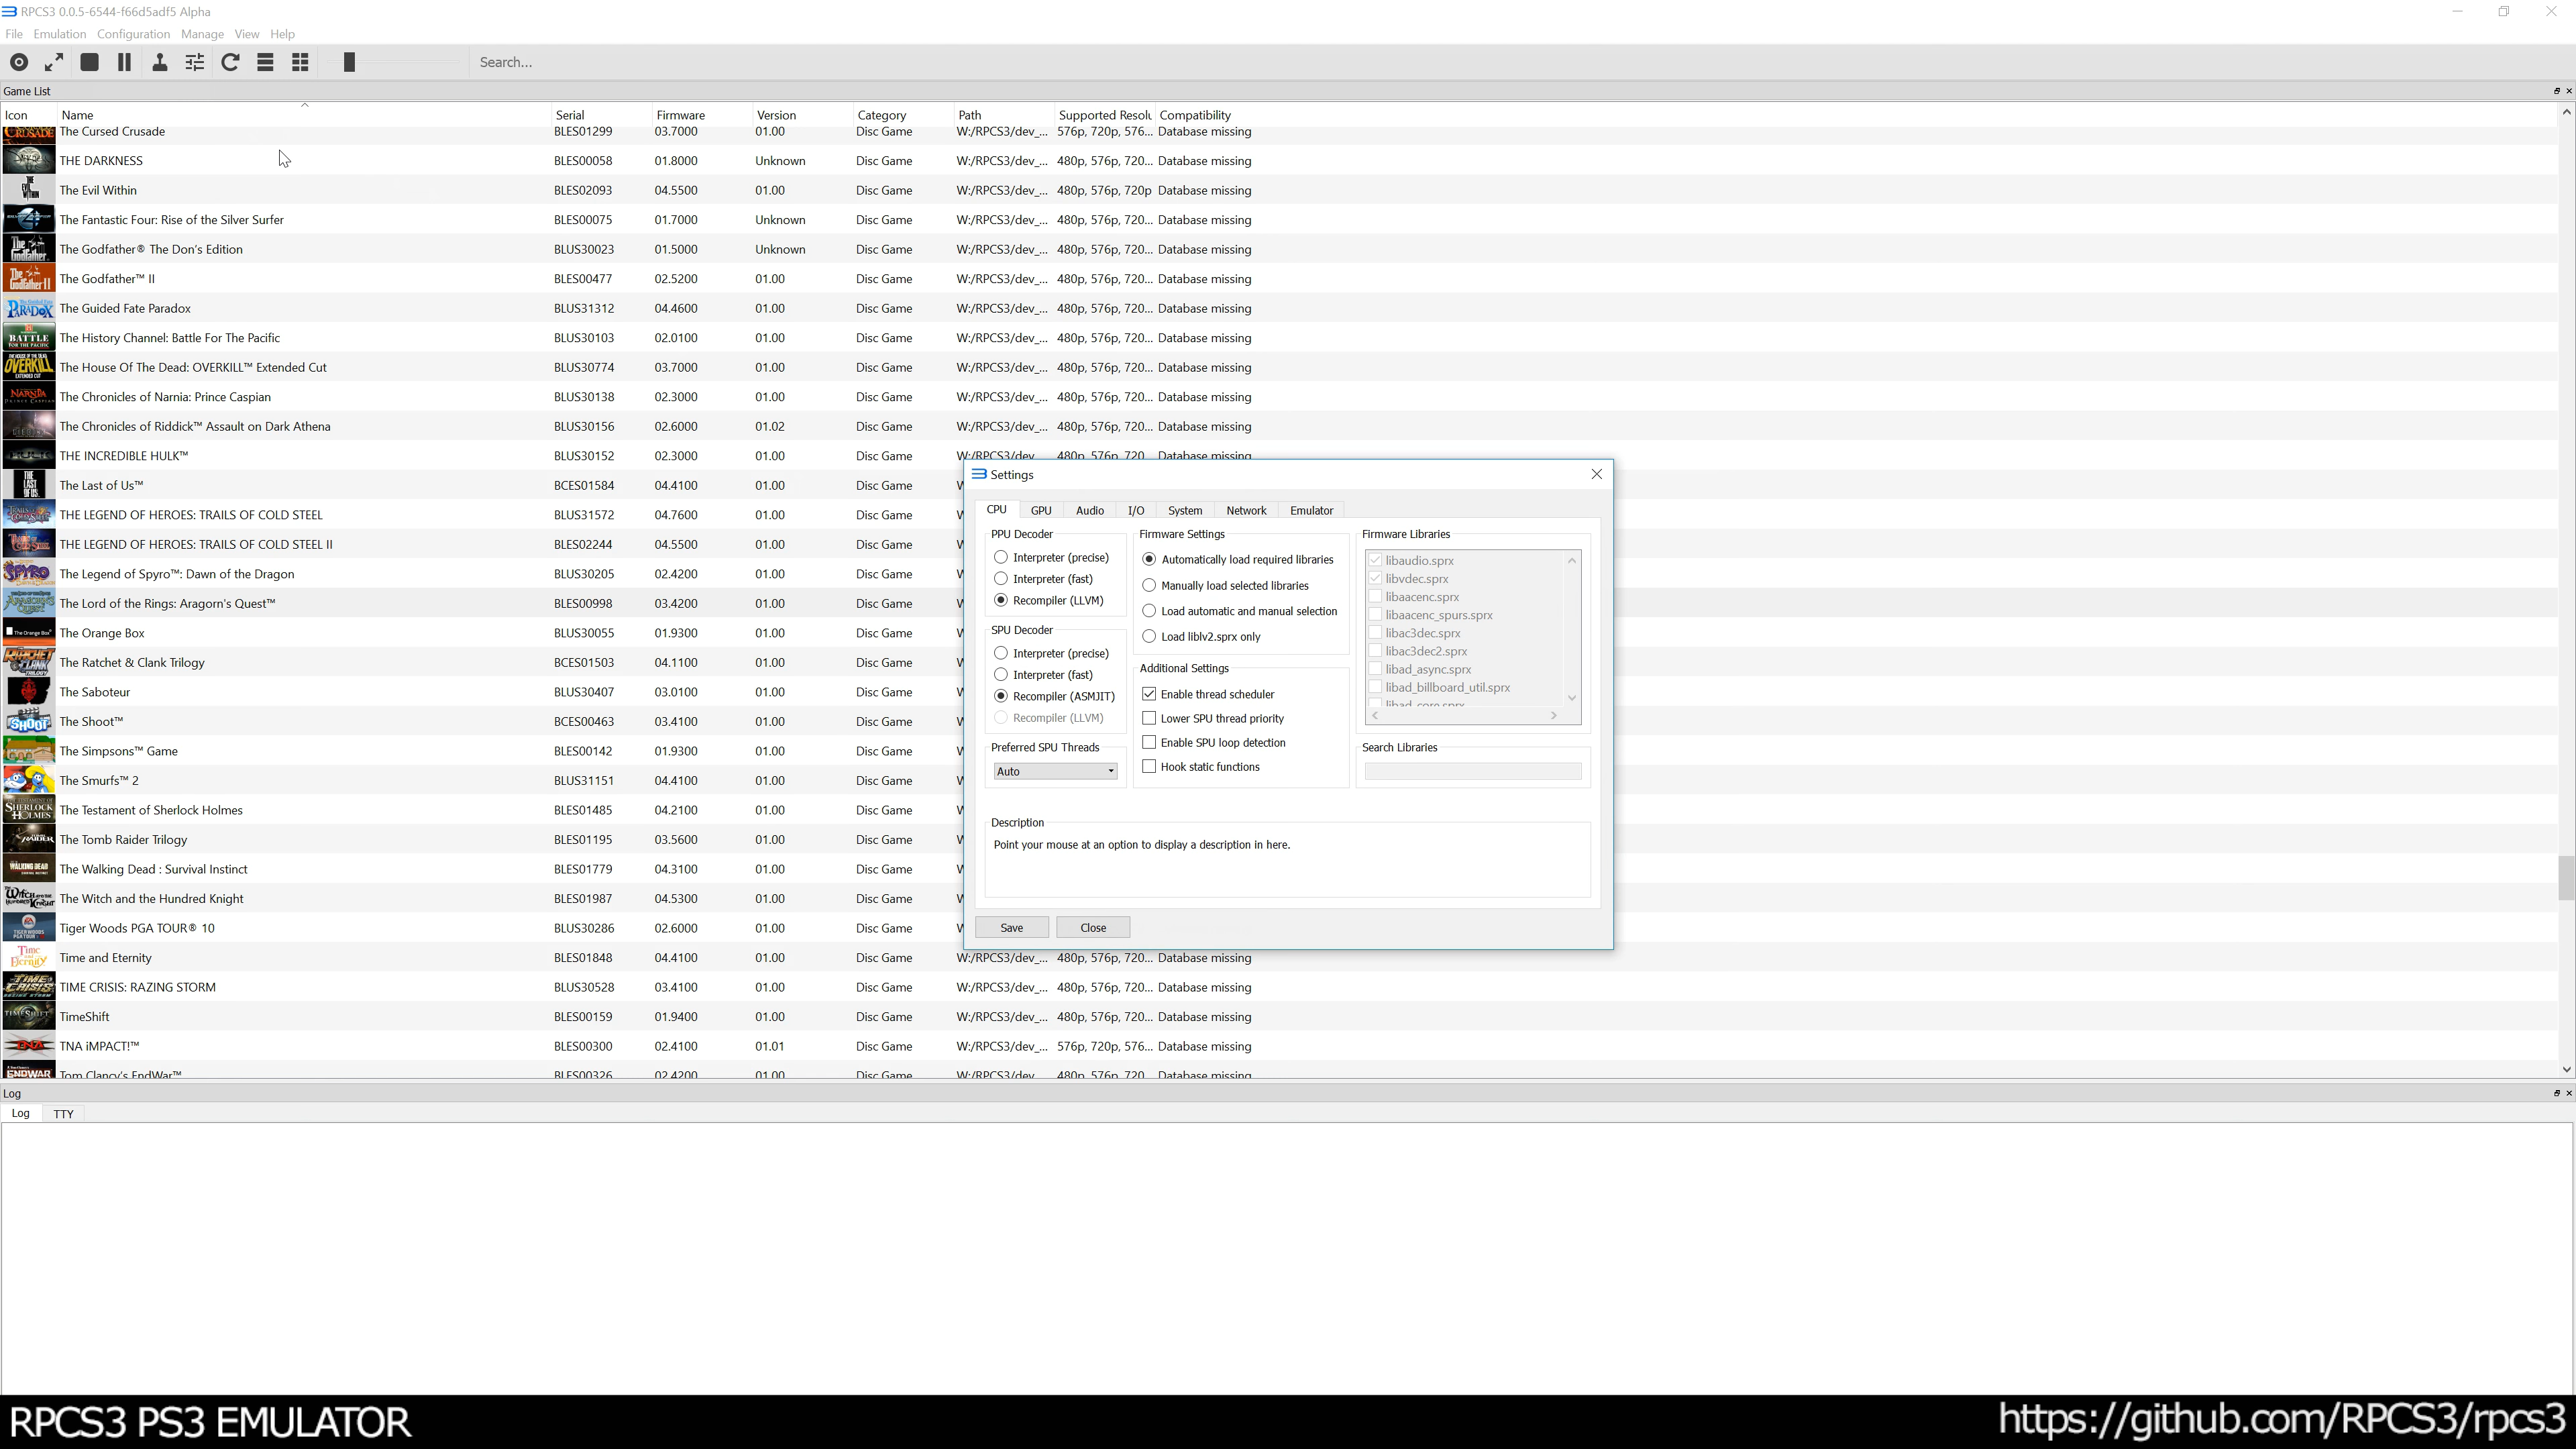 RPCS3 0.0.5-6544-f66d5adf5 Alpha
File Emulation Configuration Manage View Help
Search...
Game List
Icon Name Serial Firmware Version Category Path Supported Resolu Compatibility
The Cursed Crusade BLES01299 03.7000 01.00 Disc Game W:/RPCS3/dev_... 576p, 720p, 576... Database missing
THE DARKNESS BLES00058 01.8000 Unknown Disc Game W:/RPCS3/dev_... 480p, 576p, 720... Database missing
The Evil Within BLES02093 04.5500 01.00 Disc Game W:/RPCS3/dev_... 480p, 576p, 720p Database missing
The Fantastic Four: Rise of the Silver Surfer BLES00075 01.7000 Unknown Disc Game W:/RPCS3/dev_... 480p, 576p, 720... Database missing
The Godfather® The Don's Edition BLUS30023 01.5000 Unknown Disc Game W:/RPCS3/dev_... 480p, 576p, 720... Database missing
The Godfather™ II BLES00477 02.5200 01.00 Disc Game W:/RPCS3/dev_... 480p, 576p, 720... Database missing
The Guided Fate Paradox BLUS31312 04.4600 01.00 Disc Game W:/RPCS3/dev_... 480p, 576p, 720... Database missing
The History Channel: Battle For The Pacific BLUS30103 02.0100 01.00 Disc Game W:/RPCS3/dev_... 480p, 576p, 720... Database missing
The House Of The Dead: OVERKILL™ Extended Cut BLUS30774 03.7000 01.00 Disc Game W:/RPCS3/dev_... 480p, 576p, 720... Database missing
The Chronicles of Narnia: Prince Caspian BLUS30138 02.3000 01.00 Disc Game W:/RPCS3/dev_... 480p, 576p, 720... Database missing
The Chronicles of Riddick™ Assault on Dark Athena BLUS30156 02.6000 01.02 Disc Game W:/RPCS3/dev_... 480p, 576p, 720... Database missing
THE INCREDIBLE HULK™ BLUS30152 02.3000 01.00 Disc Game W:/RPCS3/dev 480p, 576p, 720 Database missing
The Last of Us™ BCES01584 04.4100 01.00 Disc Game
THE LEGEND OF HEROES: TRAILS OF COLD STEEL BLUS31572 04.7600 01.00 Disc Game
THE LEGEND OF HEROES: TRAILS OF COLD STEEL II BLES02244 04.5500 01.00 Disc Game
The Legend of Spyro™: Dawn of the Dragon BLUS30205 02.4200 01.00 Disc Game
The Lord of the Rings: Aragorn's Quest™ BLES00998 03.4200 01.00 Disc Game
The Orange Box BLUS30055 01.9300 01.00 Disc Game
The Ratchet & Clank Trilogy BCES01503 04.1100 01.00 Disc Game
The Saboteur BLUS30407 03.0100 01.00 Disc Game
The Shoot™ BCES00463 03.4100 01.00 Disc Game
The Simpsons™ Game BLES00142 01.9300 01.00 Disc Game
The Smurfs™ 2 BLUS31151 04.4100 01.00 Disc Game
The Testament of Sherlock Holmes BLES01485 04.2100 01.00 Disc Game
The Tomb Raider Trilogy BLES01195 03.5600 01.00 Disc Game
The Walking Dead : Survival Instinct BLES01779 04.3100 01.00 Disc Game
The Witch and the Hundred Knight BLES01987 04.5300 01.00 Disc Game
Tiger Woods PGA TOUR® 10 BLUS30286 02.6000 01.00 Disc Game
Time and Eternity BLES01848 04.4100 01.00 Disc Game W:/RPCS3/dev_... 480p, 576p, 720... Database missing
TIME CRISIS: RAZING STORM BLUS30528 03.4100 01.00 Disc Game W:/RPCS3/dev_... 480p, 576p, 720... Database missing
TimeShift BLES00159 01.9400 01.00 Disc Game W:/RPCS3/dev_... 480p, 576p, 720... Database missing
TNA iMPACT!™ BLES00300 02.4100 01.01 Disc Game W:/RPCS3/dev_... 576p, 720p, 576... Database missing
Tom Clancy's EndWar™ BLES00326 02.4200 01.00 Disc Game W:/RPCS3/dev 480p, 576p, 720 Database missing
Settings
CPU GPU Audio I/O System Network Emulator
PPU Decoder
Interpreter (precise)
Interpreter (fast)
Recompiler (LLVM)
SPU Decoder
Interpreter (precise)
Interpreter (fast)
Recompiler (ASMJIT)
Recompiler (LLVM)
Preferred SPU Threads
Auto
Firmware Settings
Automatically load required libraries
Manually load selected libraries
Load automatic and manual selection
Load liblv2.sprx only
Additional Settings
Enable thread scheduler
Lower SPU thread priority
Enable SPU loop detection
Hook static functions
Firmware Libraries
libaudio.sprx
libvdec.sprx
libaacenc.sprx
libaacenc_spurs.sprx
libac3dec.sprx
libac3dec2.sprx
libad_async.sprx
libad_billboard_util.sprx
libad_core.sprx
Search Libraries
Description
Point your mouse at an option to display a description in here.
Save Close
Log
Log TTY
RPCS3 PS3 EMULATOR
https://github.com/RPCS3/rpcs3